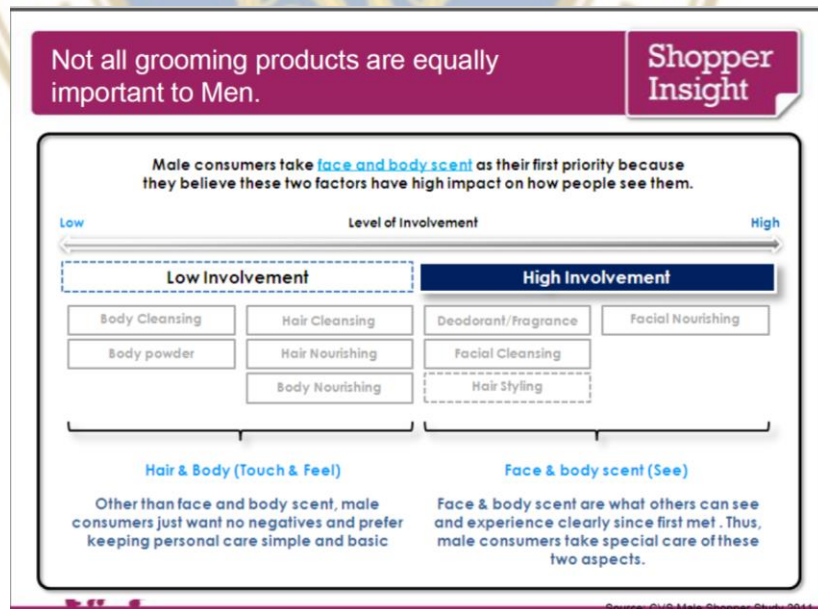 Not all grooming products are equally
important to Men.
Shopper
Insight
Male consumers take face and body scent as their first priority because
they believe these two factors have high impact on how people see them.
Low
Level of Involvement
High
Low Involvement
High Involvement
Body Cleansing
Hair Cleansing
Deodorant/Fragrance
Facial Nourishing
Body powder
Hair Nourishing
Facial Cleansing
Body Nourishing
Hair Styling
Hair & Body (Touch & Feel)
Other than face and body scent, male
consumers just want no negatives and prefer
keeping personal care simple and basic
Face & body scent (See)
Face & body scent are what others can see
and experience clearly since first met . Thus,
male consumers take special care of these
two aspects.
Male Shopper Study 2011